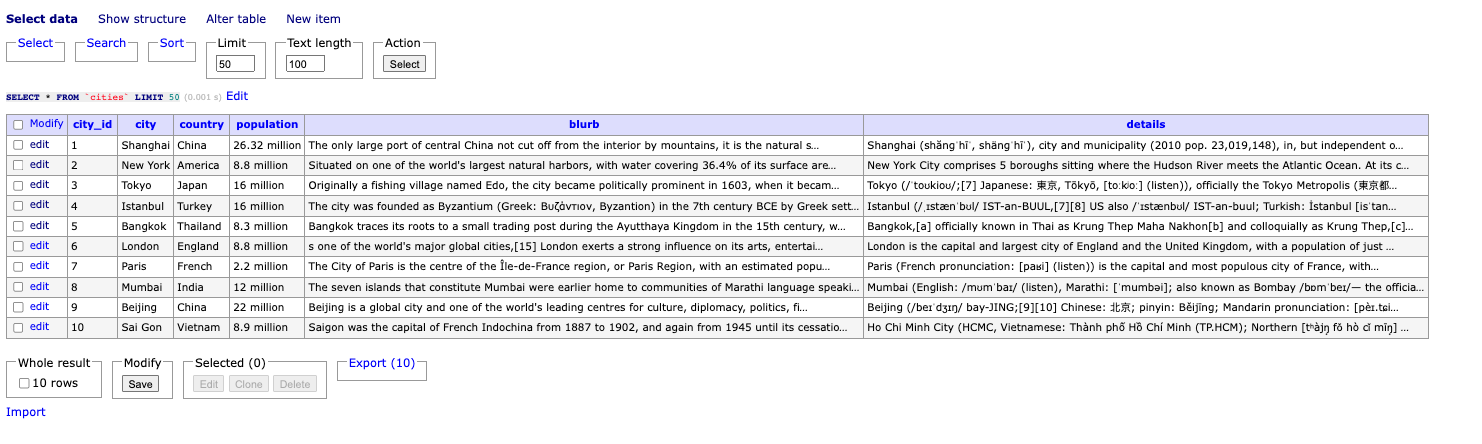 Select data Show structure Alter table New item
Select Search Sort Limit Text length Action
50 100 Select
SELECT * FROM `cities` LIMIT 50 (0.001 s) Edit
Modify city_id city country population blurb details
edit 1 Shanghai China 26.32 million The only large port of central China not cut off from the interior by mountains, it is the natural s... Shanghai (shăngˈhīˈ, shängˈhīˈ), city and municipality (2010 pop. 23,019,148), in, but independent o...
edit 2 New York America 8.8 million Situated on one of the world's largest natural harbors, with water covering 36.4% of its surface are... New York City comprises 5 boroughs sitting where the Hudson River meets the Atlantic Ocean. At its c...
edit 3 Tokyo Japan 16 million Originally a fishing village named Edo, the city became politically prominent in 1603, when it becam... Tokyo (/ˈtoʊkioʊ/;[7] Japanese: 東京, Tōkyō, [toːkʲoː] (listen)), officially the Tokyo Metropolis (東京都...
edit 4 Istanbul Turkey 16 million The city was founded as Byzantium (Greek: Βυζάντιον, Byzantion) in the 7th century BCE by Greek sett... Istanbul (/ˌɪstænˈbʊl/ IST-an-BUUL,[7][8] US also /ˈɪstænbʊl/ IST-an-buul; Turkish: İstanbul [isˈtan...
edit 5 Bangkok Thailand 8.3 million Bangkok traces its roots to a small trading post during the Ayutthaya Kingdom in the 15th century, w... Bangkok,[a] officially known in Thai as Krung Thep Maha Nakhon[b] and colloquially as Krung Thep,[c]...
edit 6 London England 8.8 million s one of the world's major global cities,[15] London exerts a strong influence on its arts, entertai... London is the capital and largest city of England and the United Kingdom, with a population of just ...
edit 7 Paris French 2.2 million The City of Paris is the centre of the Île-de-France region, or Paris Region, with an estimated popu... Paris (French pronunciation: [paʁi] (listen)) is the capital and most populous city of France, with...
edit 8 Mumbai India 12 million The seven islands that constitute Mumbai were earlier home to communities of Marathi language speaki... Mumbai (English: /mʊmˈbaɪ/ (listen), Marathi: [ˈmumbəi]; also known as Bombay /bɒmˈbeɪ/— the officia...
edit 9 Beijing China 22 million Beijing is a global city and one of the world's leading centres for culture, diplomacy, politics, fi... Beijing (/beɪˈdʒɪŋ/ bay-JING;[9][10] Chinese: 北京; pinyin: Běijīng; Mandarin pronunciation: [pèɪ.tɕi...
edit 10 Sai Gon Vietnam 8.9 million Saigon was the capital of French Indochina from 1887 to 1902, and again from 1945 until its cessatio... Ho Chi Minh City (HCMC, Vietnamese: Thành phố Hồ Chí Minh (TP.HCM); Northern [tʰàjŋ fǒ hò cǐ mīŋ] ...
Whole result Modify Selected (0) Export (10)
10 rows Save Edit Clone Delete
Import